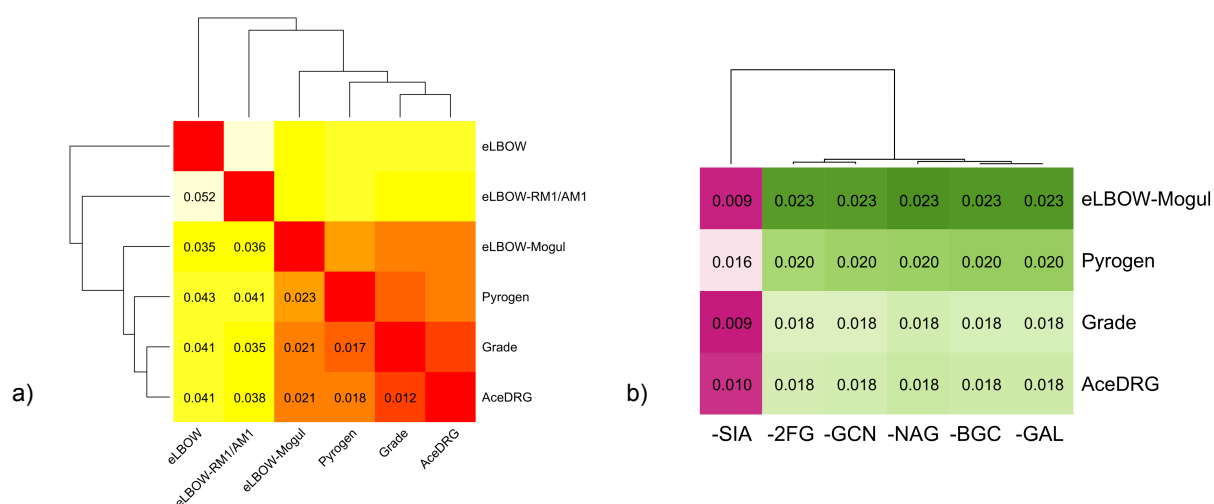 eLBOW
0.052 eLBOW-RM1/AM1
0.035 0.036 eLBOW-Mogul
0.043 0.041 0.023 Pyrogen
0.041 0.035 0.021 0.017 Grade
a) 0.041 0.038 0.021 0.018 0.012 AceDRG
eLBOW eLBOW-RM1/AM1 eLBOW-Mogul Pyrogen Grade AceDRG
0.009 0.023 0.023 0.023 0.023 0.023 eLBOW-Mogul
0.016 0.020 0.020 0.020 0.020 0.020 Pyrogen
0.009 0.018 0.018 0.018 0.018 0.018 Grade
b) 0.010 0.018 0.018 0.018 0.018 0.018 AceDRG
-SIA -2FG -GCN -NAG -BGC -GAL